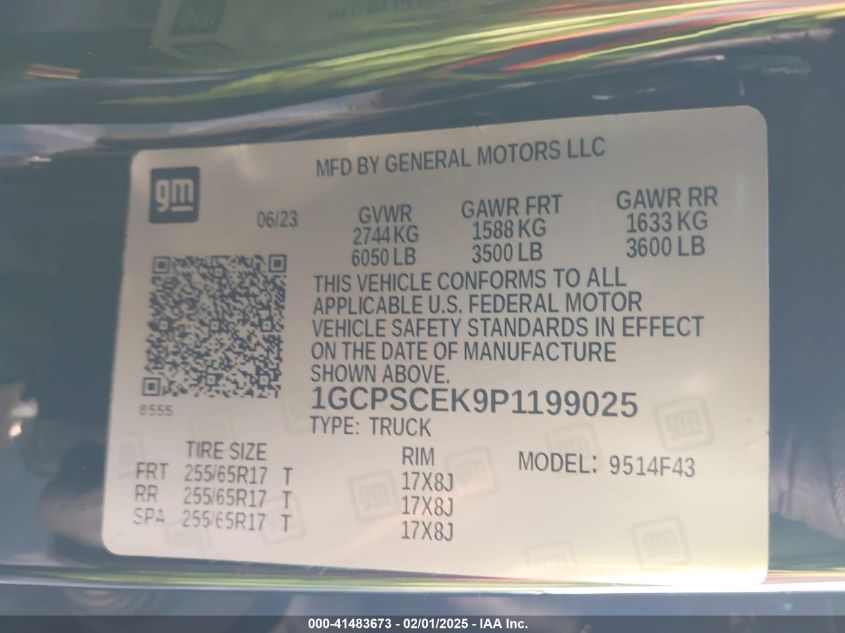 MFD BY GENERAL MOTORS LLC
gm
06/23
GVWR GAWR FRT GAWR RR
2744 KG 1588 KG 1633 KG
6050 LB 3500 LB 3600 LB
THIS VEHICLE CONFORMS TO ALL
APPLICABLE U.S. FEDERAL MOTOR
VEHICLE SAFETY STANDARDS IN EFFECT
ON THE DATE OF MANUFACTURE
SHOWN ABOVE.
1GCPSCEK9P1199025
8555
TYPE: TRUCK
TIRE SIZE RIM MODEL: 9514F43
FRT 255/65R17 T 17X8J
RR 255/65R17 T 17X8J
SPA 255/65R17 T 17X8J
000-41483673 - 02/01/2025 - IAA Inc.